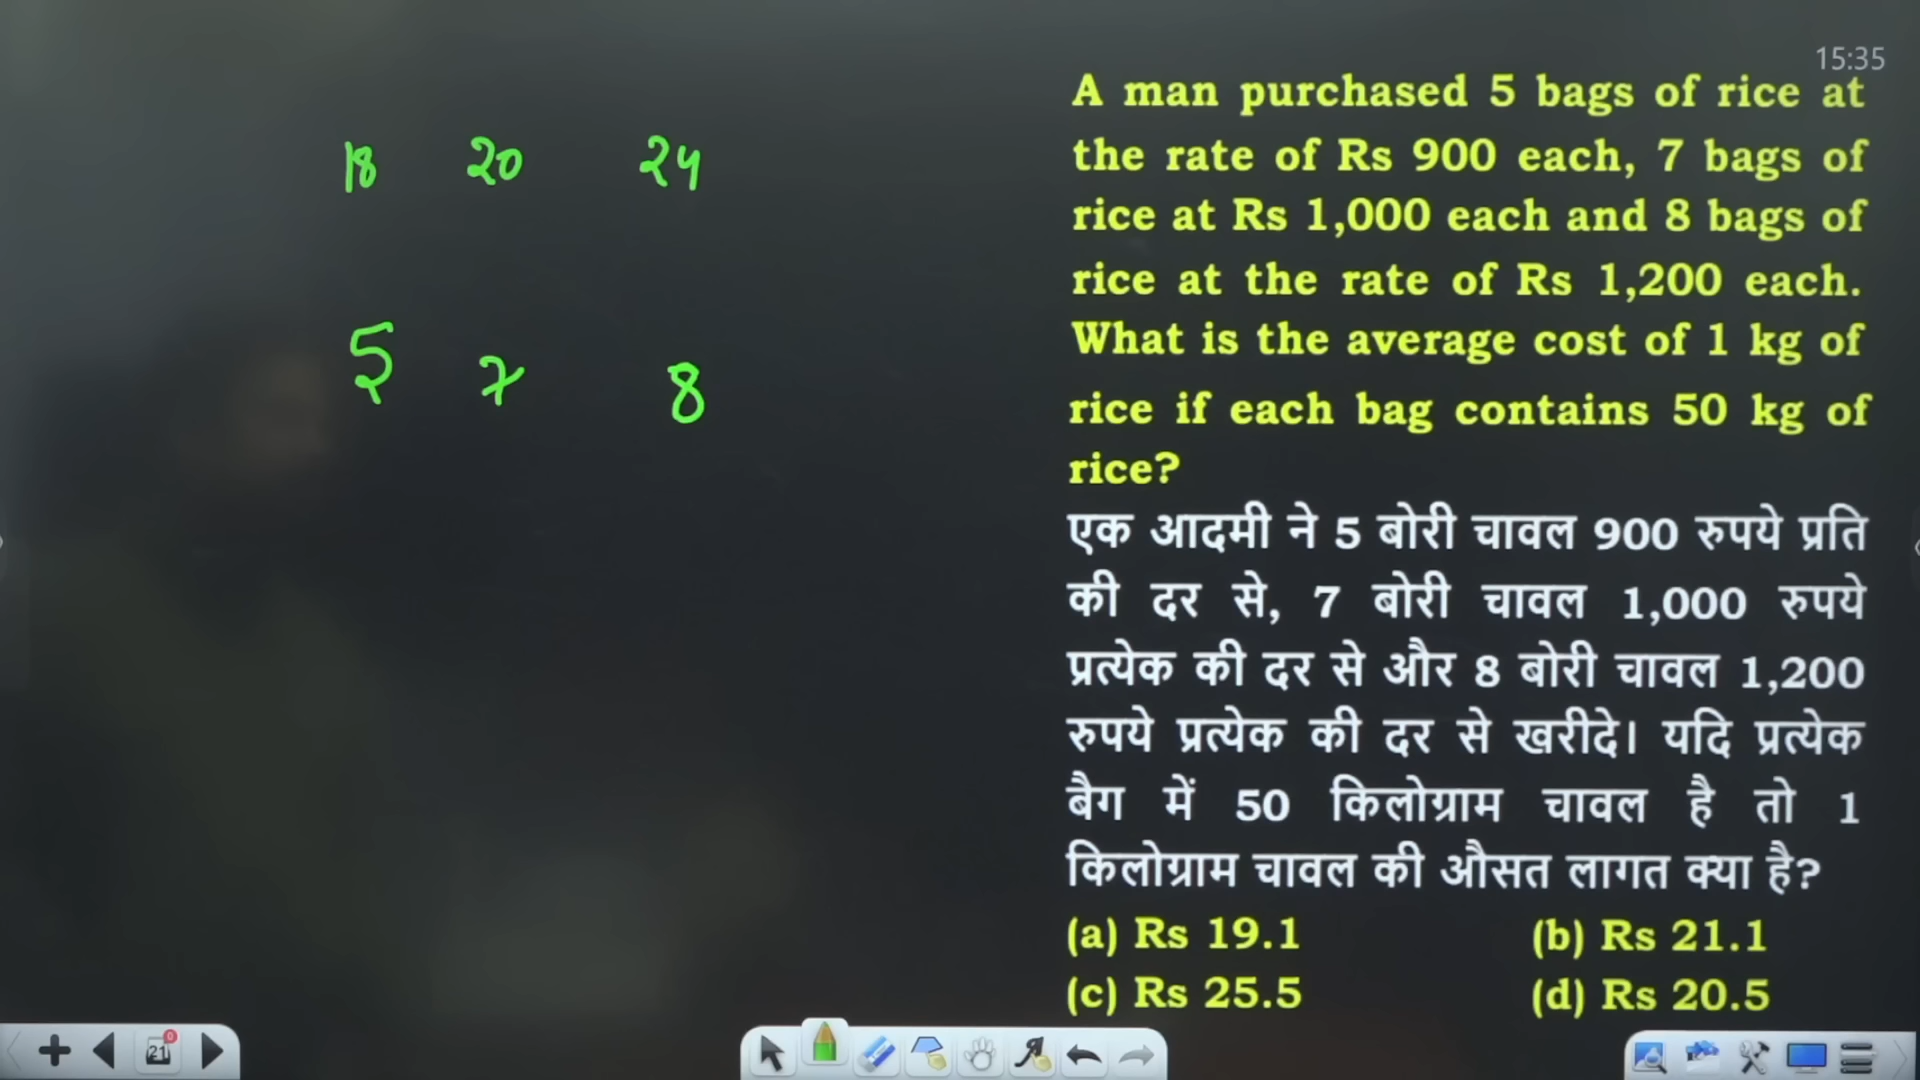 15:35
A man purchased 5 bags of rice at
the rate of Rs 900 each, 7 bags of
rice at Rs 1,000 each and 8 bags of
rice at the rate of Rs 1,200 each.
What is the average cost of 1 kg of
rice if each bag contains 50 kg of
rice?
एक आदमी ने 5 बोरी चावल 900 रुपये प्रति
की दर से, 7 बोरी चावल 1,000 रुपये
प्रत्येक की दर से और 8 बोरी चावल 1,200
रुपये प्रत्येक की दर से खरीदे। यदि प्रत्येक
बैग में 50 किलोग्राम चावल है तो 1
किलोग्राम चावल की औसत लागत क्या है?
(a) Rs 19.1 (b) Rs 21.1
(c) Rs 25.5 (d) Rs 20.5
18 20 24
5 7 8
21
0